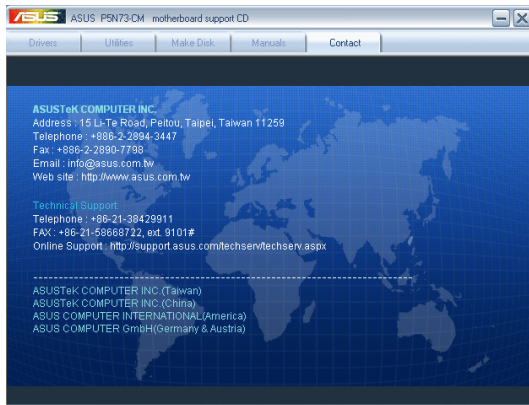 ASUS ASUS P5N73-CM motherboard support CD
Drivers Utilities Make Disk Manuals Contact
ASUSTeK COMPUTER INC.
Address : 15 Li-Te Road, Peitou, Taipei, Taiwan 11259
Telephone : +886-2-2894-3447
Fax : +886-2-2890-7798
Email : info@asus.com.tw
Web site : http://www.asus.com.tw
Technical Support
Telephone : +86-21-38429911
FAX : +86-21-58668722, ext. 9101#
Online Support : http://support.asus.com/techserv/techserv.aspx
ASUSTeK COMPUTER INC.(Taiwan)
ASUSTeK COMPUTER INC.(China)
ASUS COMPUTER INTERNATIONAL(America)
ASUS COMPUTER GmbH(Germany & Austria)